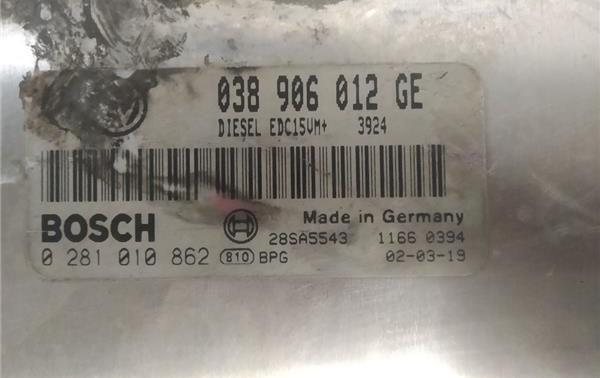 038 906 012 GE
DIESEL EDC15VM+ 3924
BOSCH
Made in Germany
28SA5543 1166 0394
0 281 010 862 810 BPG 02-03-19